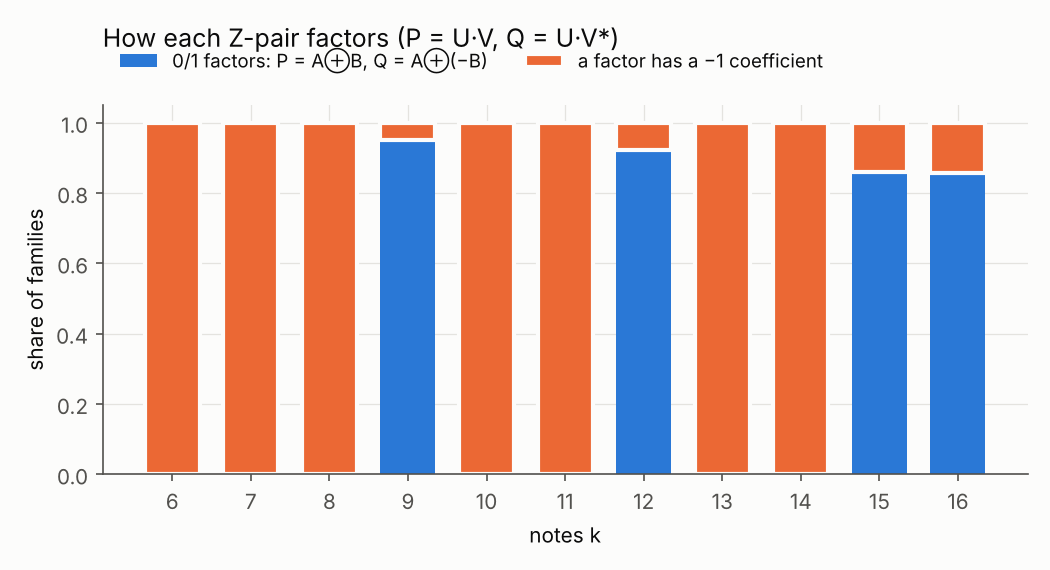 How each Z-pair factors (P = U·V, Q = U·V*)
0/1 factors: P = A⊕B, Q = A⊕(−B)
a factor has a −1 coefficient
1.0
0.8
0.6
0.4
0.2
0.0
share of families
6 7 8 9 10 11 12 13 14 15 16
notes k